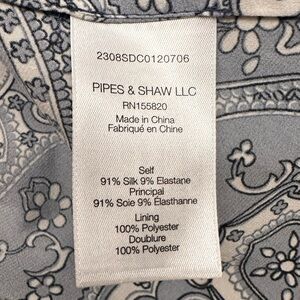 2308SDC0120706
PIPES & SHAW LLC
RN155820
Made in China
Fabriqué en Chine
Self
91% Silk 9% Elastane
Principal
91% Soie 9% Élasthanne
Lining
100% Polyester
Doublure
100% Polyester